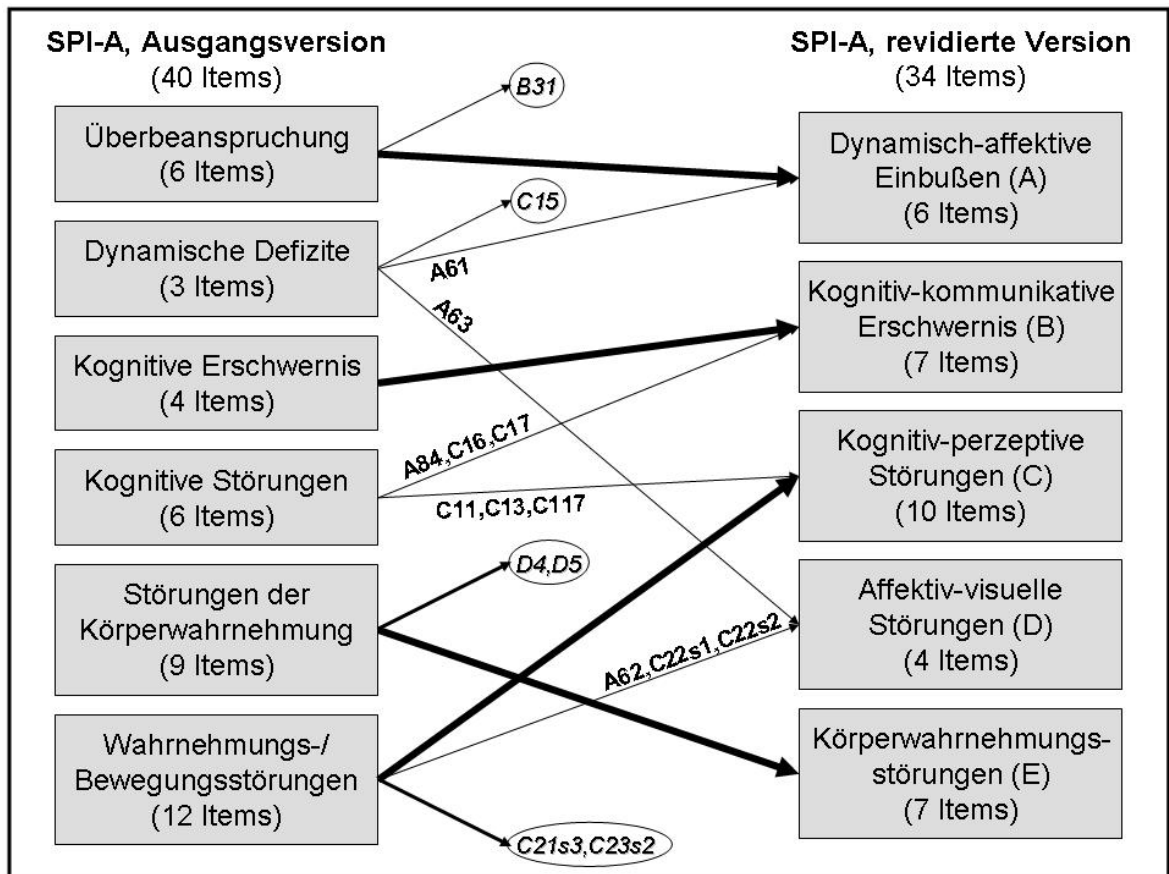 SPI-A, Ausgangsversion
(40 Items)
Überbeanspruchung
(6 Items)
Dynamische Defizite
(3 Items)
Kognitive Erschwernis
(4 Items)
Kognitive Störungen
(6 Items)
Störungen der
Körperwahrnehmung
(9 Items)
Wahrnehmungs-/
Bewegungsstörungen
(12 Items)
B31
C15
A61
A63
A84,C16,C17
C11,C13,C117
D4,D5
A62,C22s1,C22s2
C21s3,C23s2
SPI-A, revidierte Version
(34 Items)
Dynamisch-affektive
Einbußen (A)
(6 Items)
Kognitiv-kommunikative
Erschwernis (B)
(7 Items)
Kognitiv-perzeptive
Störungen (C)
(10 Items)
Affektiv-visuelle
Störungen (D)
(4 Items)
Körperwahrnehmungs-
störungen (E)
(7 Items)